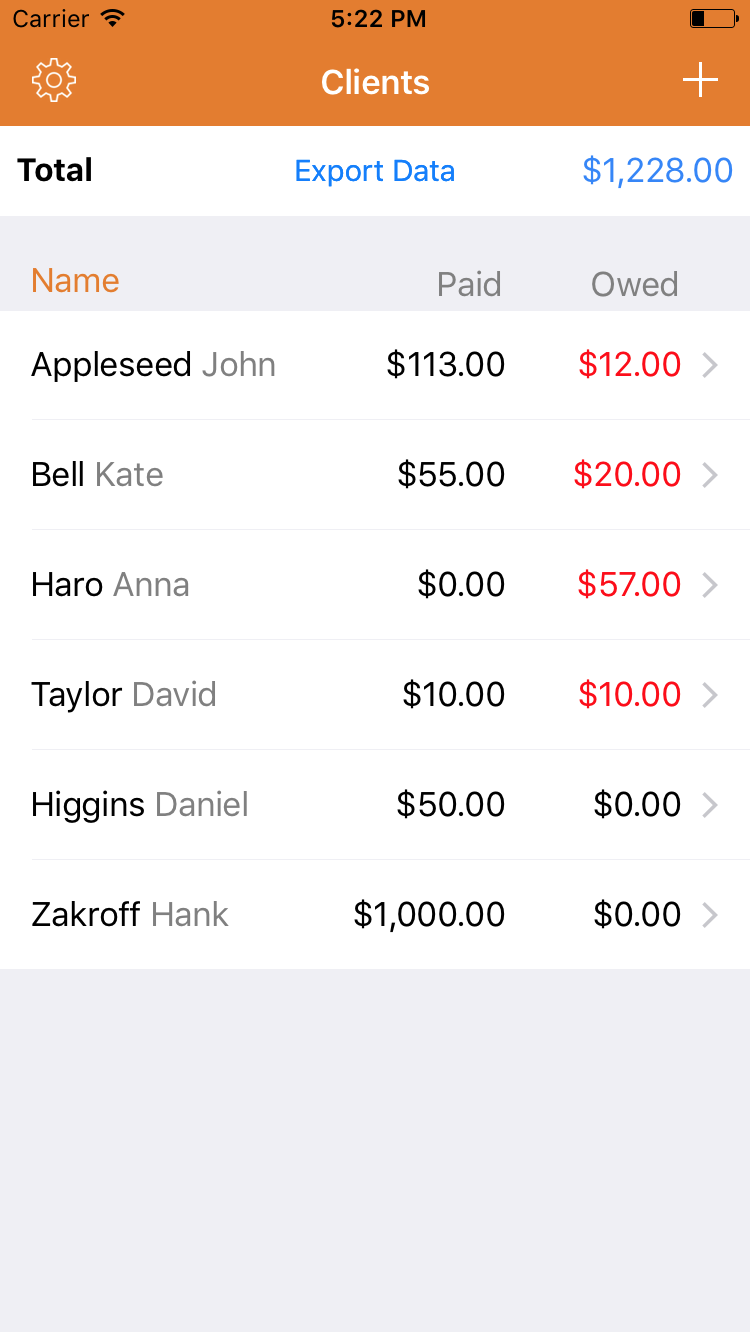 Carrier 5:22 PM
Clients
Total Export Data $1,228.00
Name Paid Owed
Appleseed John $113.00 $12.00
Bell Kate $55.00 $20.00
Haro Anna $0.00 $57.00
Taylor David $10.00 $10.00
Higgins Daniel $50.00 $0.00
Zakroff Hank $1,000.00 $0.00